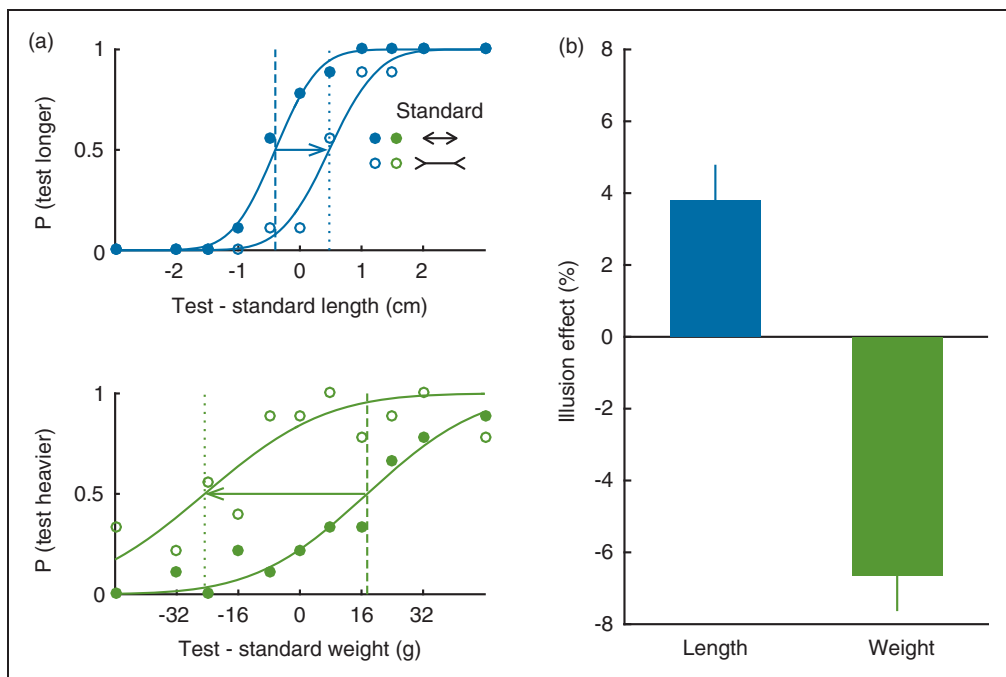 (a)
1
0.5
0
P (test longer)
Standard
-2 -1 0 1 2
Test - standard length (cm)
1
0.5
0
P (test heavier)
-32 -16 0 16 32
Test - standard weight (g)
(b)
8
6
4
2
0
-2
-4
-6
-8
Illusion effect (%)
Length Weight